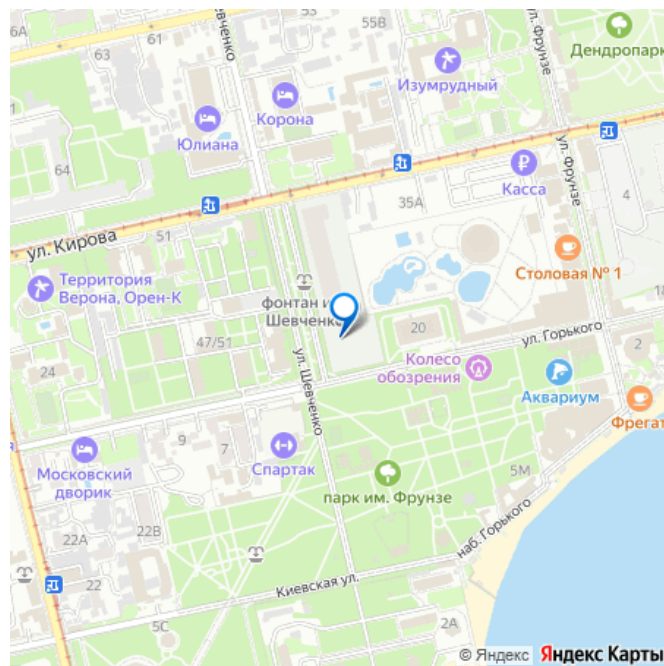 6А
61
63
евченко
55В
ул. Фрунзе
Дендропарк
Изумрудный
Корона
Юлиана
64
Касса
ул. Фрунзе
4
35А
ул. Кирова
51
Столовая № 1
Территория
Верона, Орен-К
фонтан и
Шевченко
18
20
ул. Горького
24
47/51
2
Колесо
обозрения
ул. Шевченко
Аквариум
Фрегат
9
7
Спартак
Московский
дворик
парк им. Фрунзе
5М
22В
22А
наб. Горького
22
Киевская ул.
5С
2А
© Яндекс Яндекс Карты